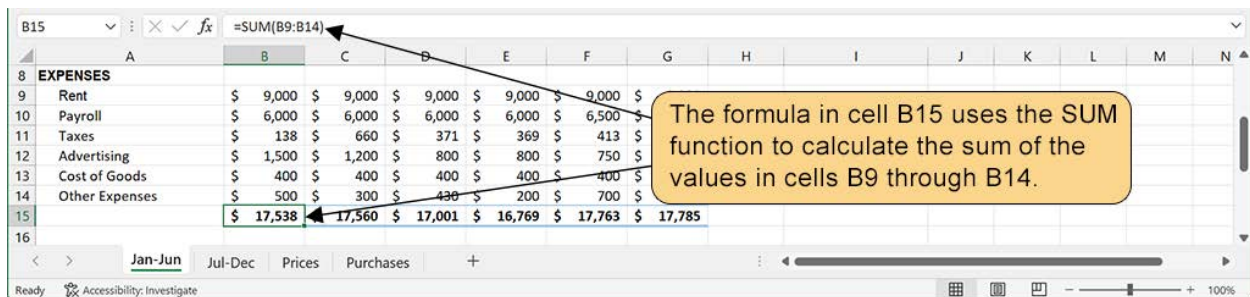 B15 fx =SUM(B9:B14)
A B C D E F G H I J K L M N
8 EXPENSES
9 Rent $ 9,000 $ 9,000 $ 9,000 $ 9,000 $ 9,000 $
10 Payroll $ 6,000 $ 6,000 $ 6,000 $ 6,000 $ 6,500 $
11 Taxes $ 138 $ 660 $ 371 $ 369 $ 413 $
12 Advertising $ 1,500 $ 1,200 $ 800 $ 800 $ 750 $
13 Cost of Goods $ 400 $ 400 $ 400 $ 400 $ 400 $
14 Other Expenses $ 500 $ 300 $ 430 $ 200 $ 700 $
15 $ 17,538 17,560 $ 17,001 $ 16,769 $ 17,763 $ 17,785
16
The formula in cell B15 uses the SUM
function to calculate the sum of the
values in cells B9 through B14.
Jan-Jun Jul-Dec Prices Purchases
Ready Accessibility: Investigate 100%